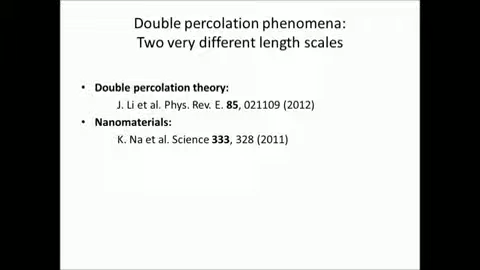 Double percolation phenomena:
Two very different length scales
• Double percolation theory:
J. Li et al. Phys. Rev. E. 85, 021109 (2012)
• Nanomaterials:
K. Na et al. Science 333, 328 (2011)